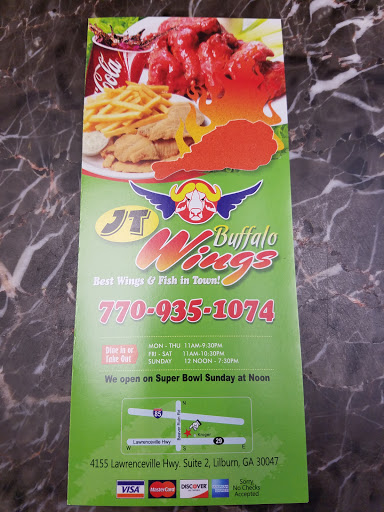 Coca-Cola
JT
Buffalo
Wings
Best Wings & Fish in Town!
770-935-1074
Dine In or
Take Out
MON - THU 11AM-9:30PM
FRI - SAT 11AM-10:30PM
SUNDAY 12 NOON - 7:30PM
We open on Super Bowl Sunday at Noon
N
85
Kroger
Lawrenceville Hwy
29
W
S
E
4155 Lawrenceville Hwy. Suite 2, Lilburn, GA 30047
VISA
MasterCard
DISCOVER
AMERICAN EXPRESS
Sorry,
No Checks
Accepted